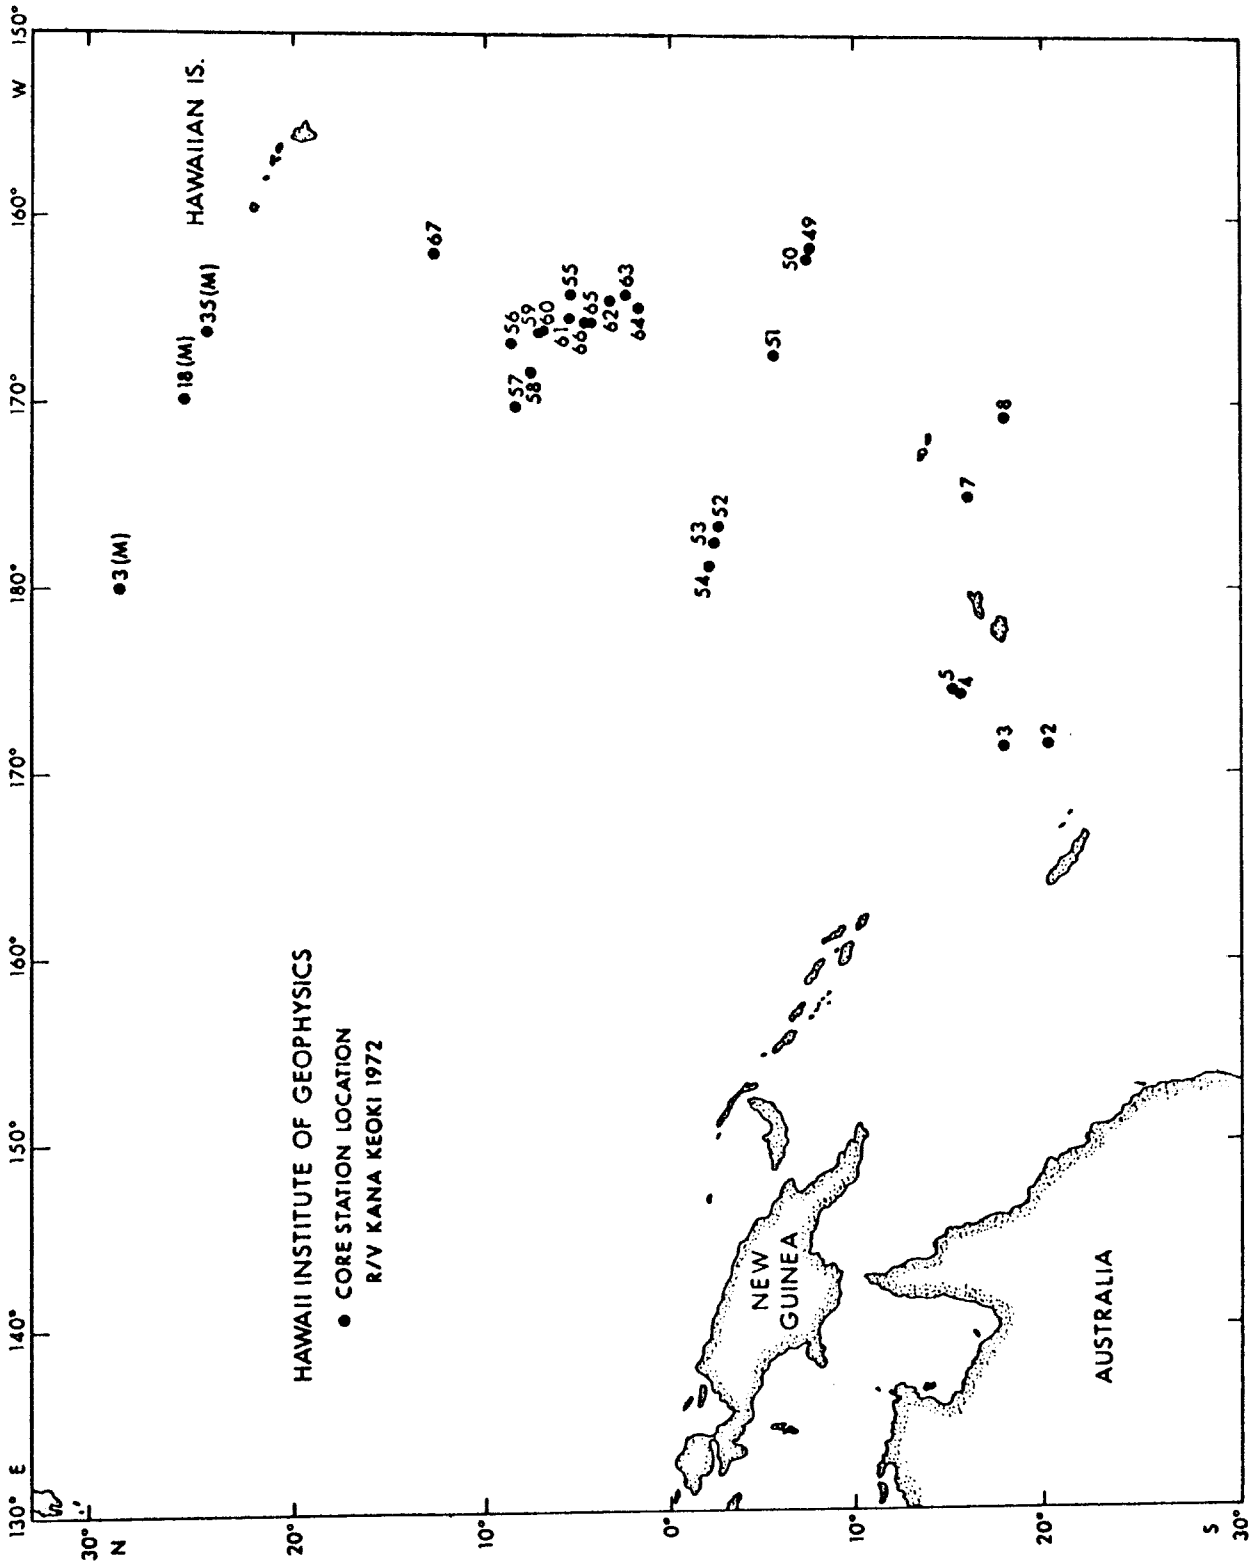 130° E
140°
150°
160°
170°
180°
170°
160°
W 150°
30°
N
20°
10°
0°
10°
20°
S
30°
HAWAII INSTITUTE OF GEOPHYSICS
● CORE STATION LOCATION
R/V KANA KEOKI 1972
HAWAIIAN IS.
3(M)
18(M)
35(M)
67
56
57
58
59
60
55
61
66
65
62
63
64
54
53
52
51
50
49
8
7
5
4
3
2
NEW
GUINEA
AUSTRALIA